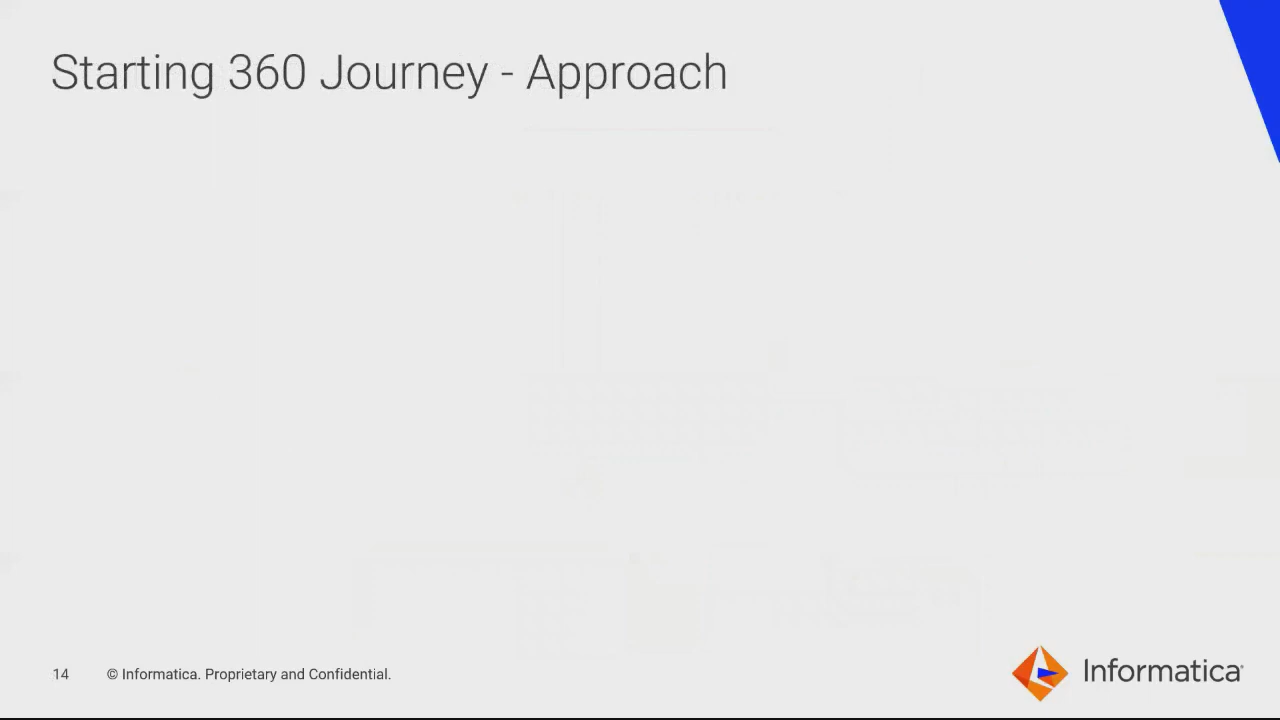 Starting 360 Journey - Approach
14 © Informatica. Proprietary and Confidential.
Informatica